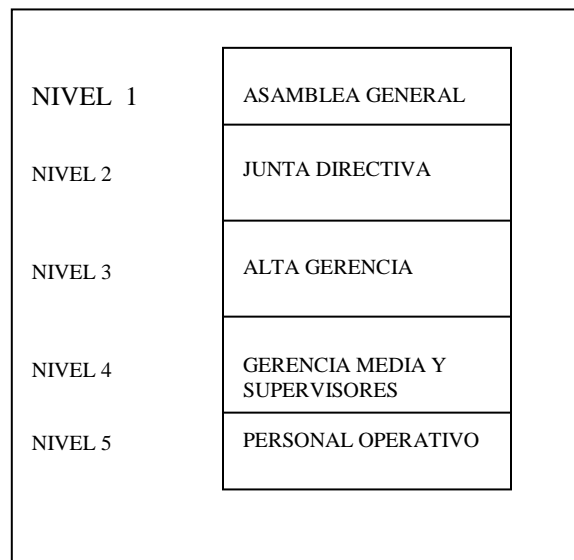 NIVEL 1 ASAMBLEA GENERAL
NIVEL 2 JUNTA DIRECTIVA
NIVEL 3 ALTA GERENCIA
NIVEL 4 GERENCIA MEDIA Y
SUPERVISORES
NIVEL 5 PERSONAL OPERATIVO